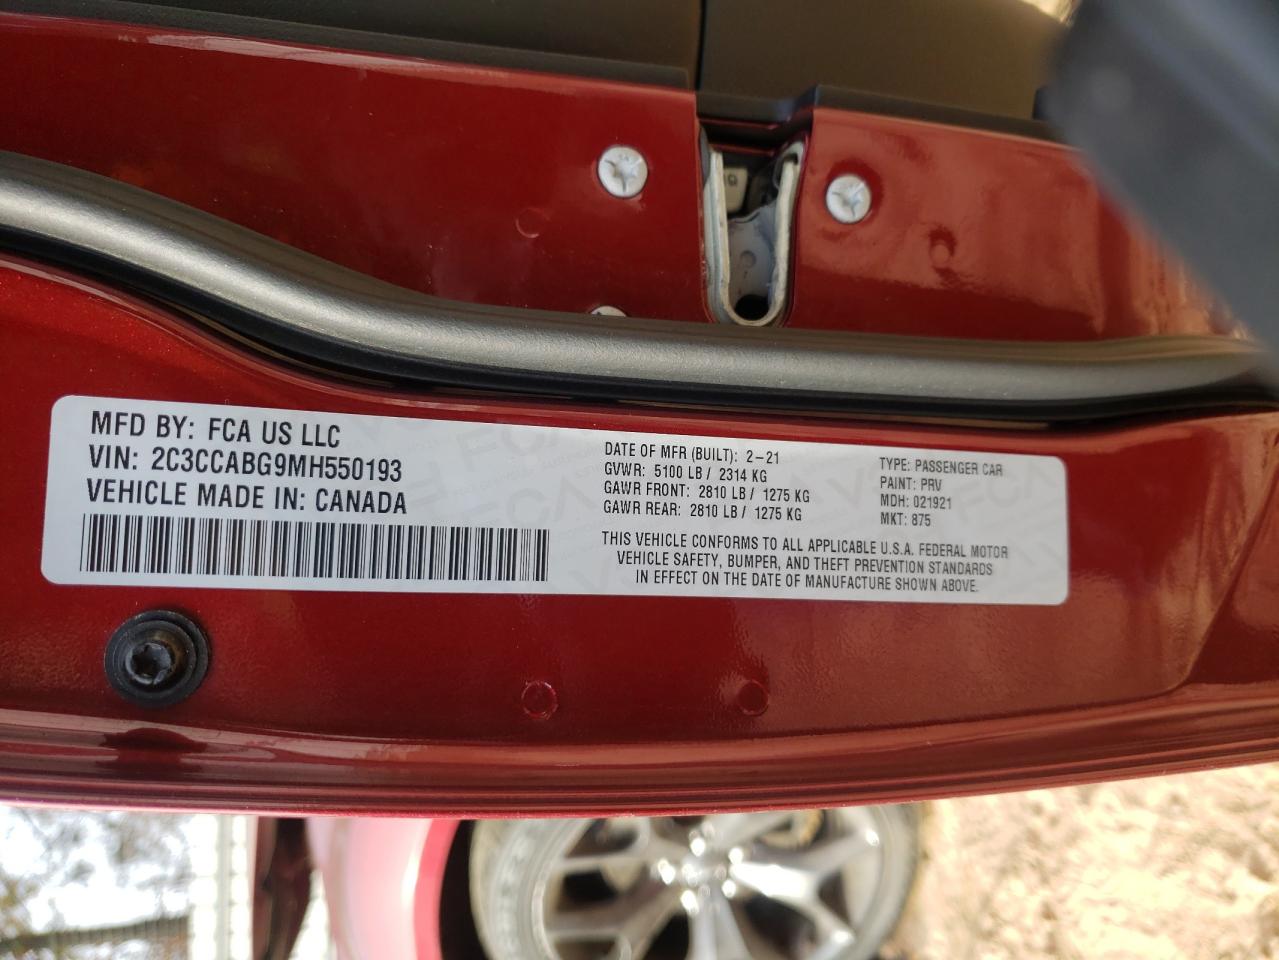 MFD BY: FCA US LLC
VIN: 2C3CCABG9MH550193
VEHICLE MADE IN: CANADA
DATE OF MFR (BUILT): 2-21
GVWR: 5100 LB / 2314 KG
GAWR FRONT: 2810 LB / 1275 KG
GAWR REAR: 2810 LB / 1275 KG
TYPE: PASSENGER CAR
PAINT: PRV
MDH: 021921
MKT: 875
THIS VEHICLE CONFORMS TO ALL APPLICABLE U.S.A. FEDERAL MOTOR
VEHICLE SAFETY, BUMPER, AND THEFT PREVENTION STANDARDS
IN EFFECT ON THE DATE OF MANUFACTURE SHOWN ABOVE.